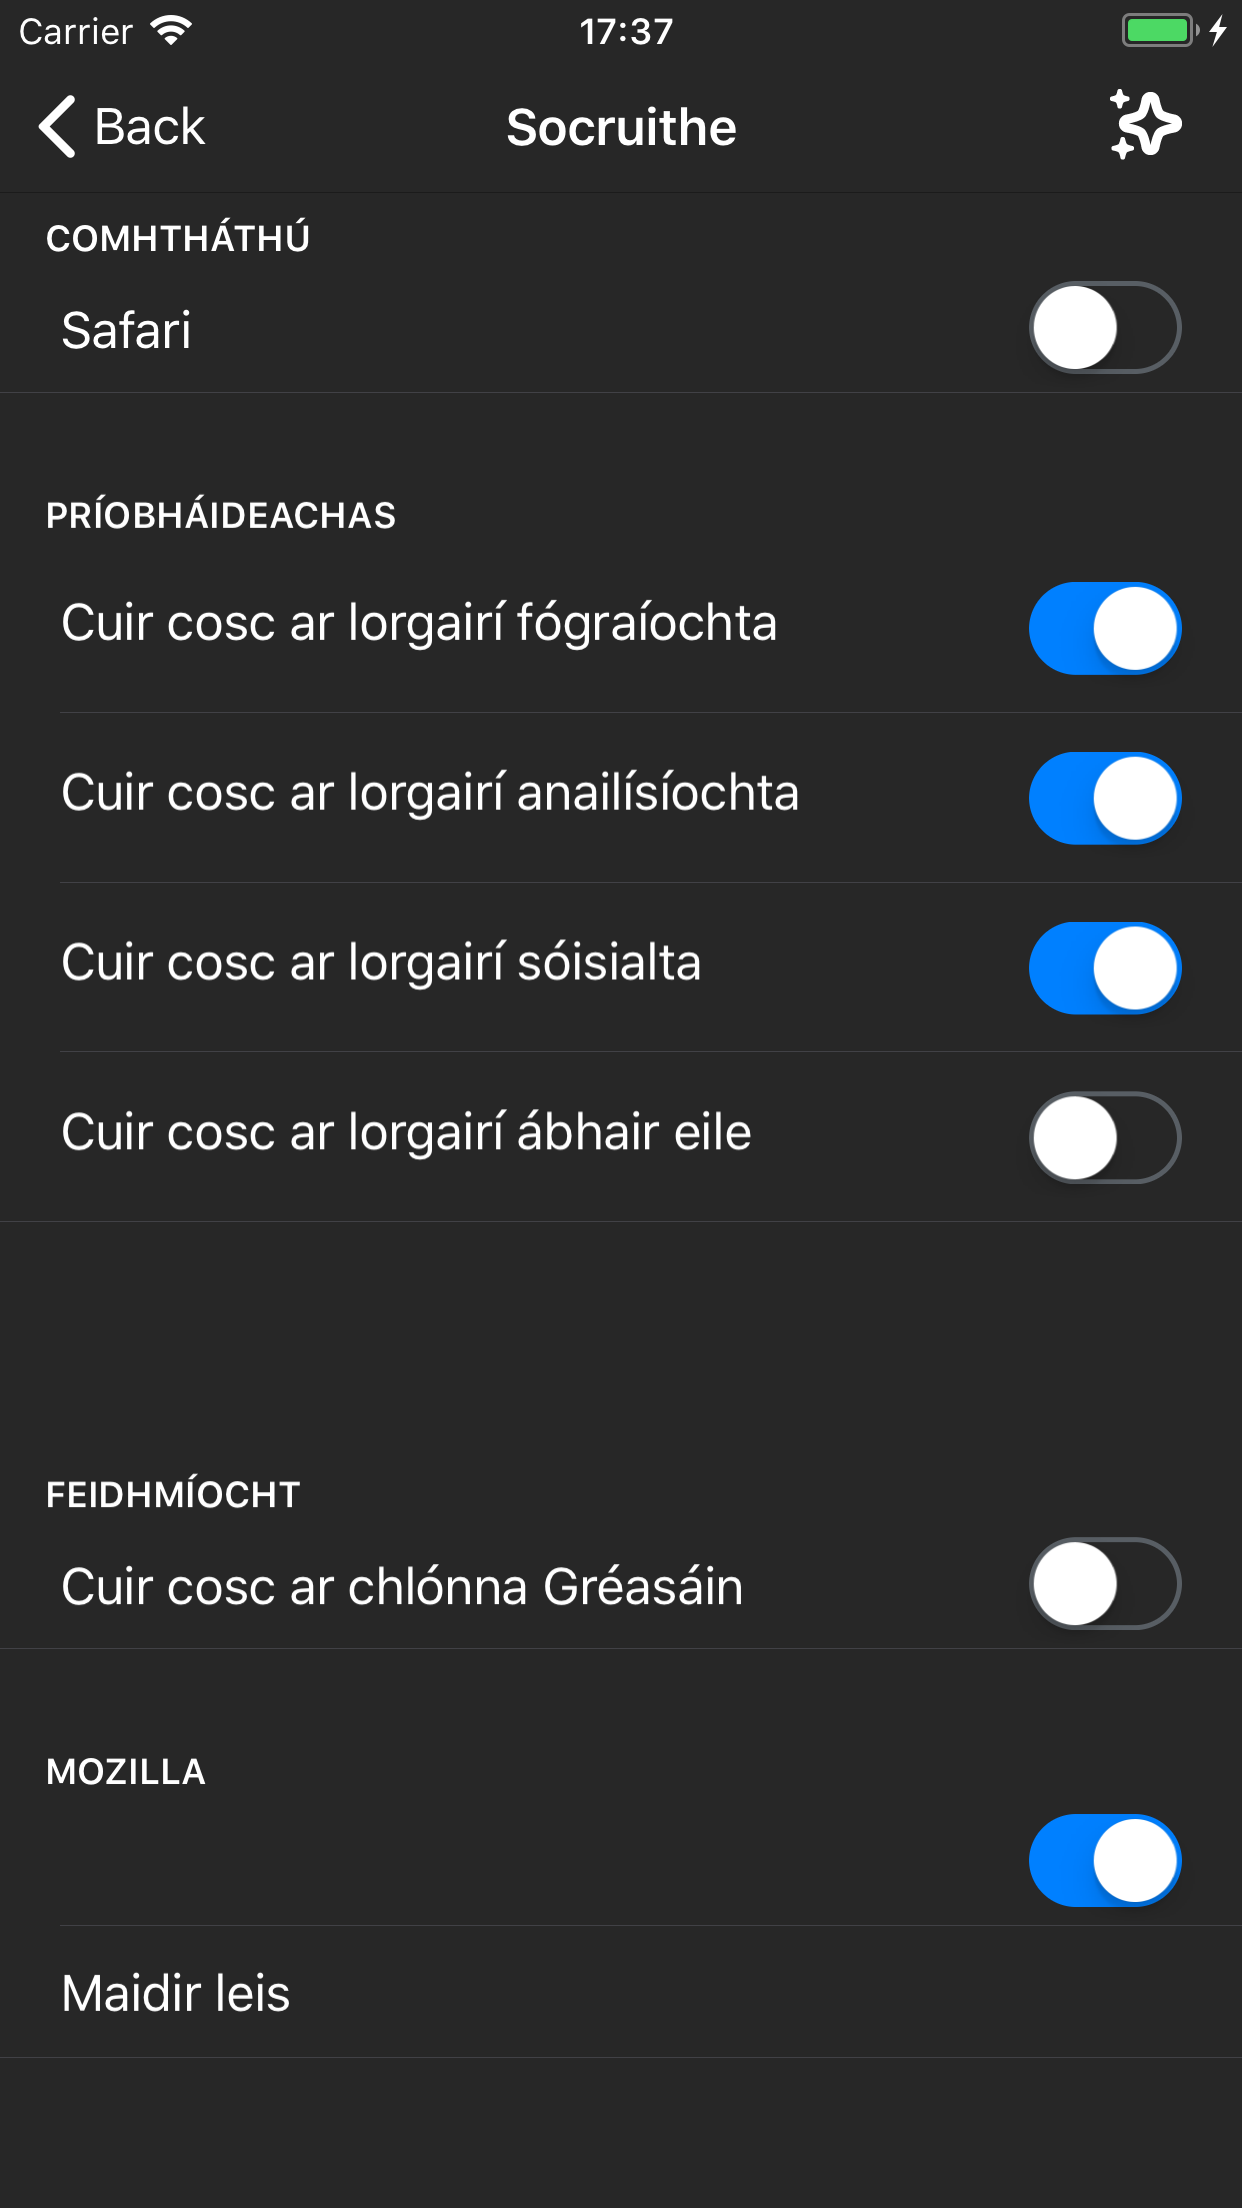 Carrier
17:37
Back
Socruithe
COMHTHÁTHÚ
Safari
PRÍOBHÁIDEACHAS
Cuir cosc ar lorgairí fógraíochta
Cuir cosc ar lorgairí anailísíochta
Cuir cosc ar lorgairí sóisialta
Cuir cosc ar lorgairí ábhair eile
FEIDHMÍOCHT
Cuir cosc ar chlónna Gréasáin
MOZILLA
Maidir leis